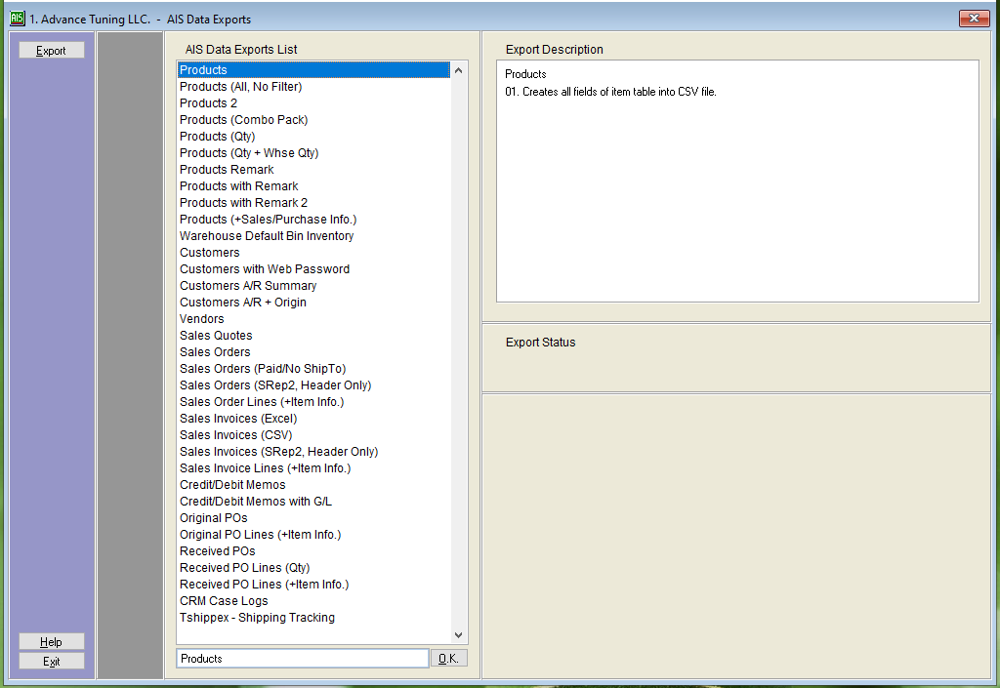 AIS 1. Advance Tuning LLC. - AIS Data Exports
Export
AIS Data Exports List
Products
Products (All, No Filter)
Products 2
Products (Combo Pack)
Products (Qty)
Products (Qty + Whse Qty)
Products Remark
Products with Remark
Products with Remark 2
Products (+Sales/Purchase Info.)
Warehouse Default Bin Inventory
Customers
Customers with Web Password
Customers A/R Summary
Customers A/R + Origin
Vendors
Sales Quotes
Sales Orders
Sales Orders (Paid/No ShipTo)
Sales Orders (SRep2, Header Only)
Sales Order Lines (+Item Info.)
Sales Invoices (Excel)
Sales Invoices (CSV)
Sales Invoices (SRep2, Header Only)
Sales Invoice Lines (+Item Info.)
Credit/Debit Memos
Credit/Debit Memos with G/L
Original POs
Original PO Lines (+Item Info.)
Received POs
Received PO Lines (Qty)
Received PO Lines (+Item Info.)
CRM Case Logs
Tshippex - Shipping Tracking
Products
O.K.
Export Description
Products
01. Creates all fields of item table into CSV file.
Export Status
Help
Exit